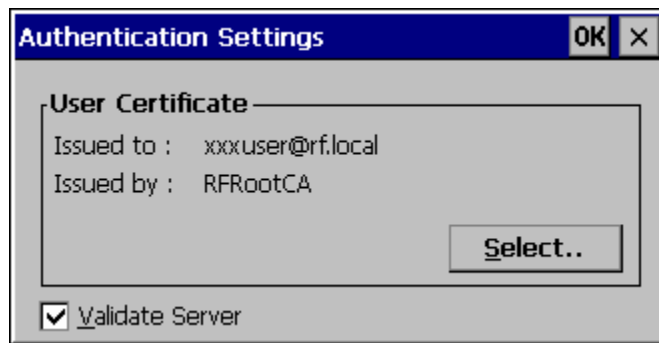 Authentication Settings OK ×
User Certificate
Issued to : xxxuser@rf.local
Issued by : RFRootCA
Select..
Validate Server